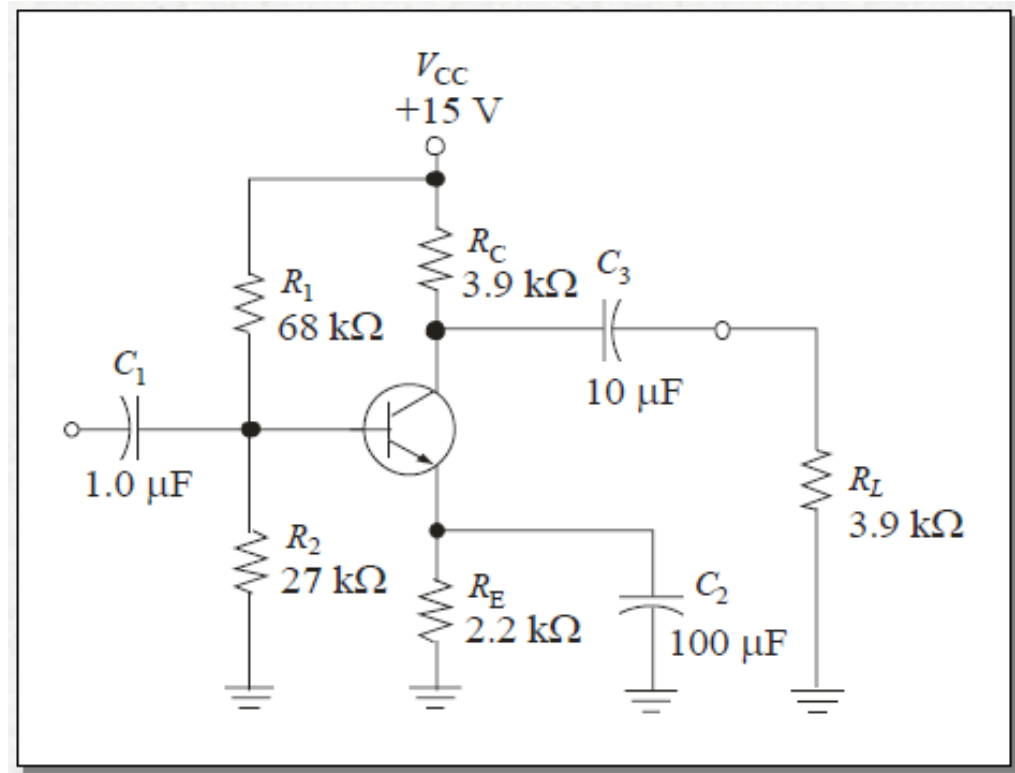 V_CC
+15 V
R_C
3.9 kΩ
C_3
10 μF
R_1
68 kΩ
C_1
1.0 μF
R_L
3.9 kΩ
R_2
27 kΩ
R_E
2.2 kΩ
C_2
100 μF